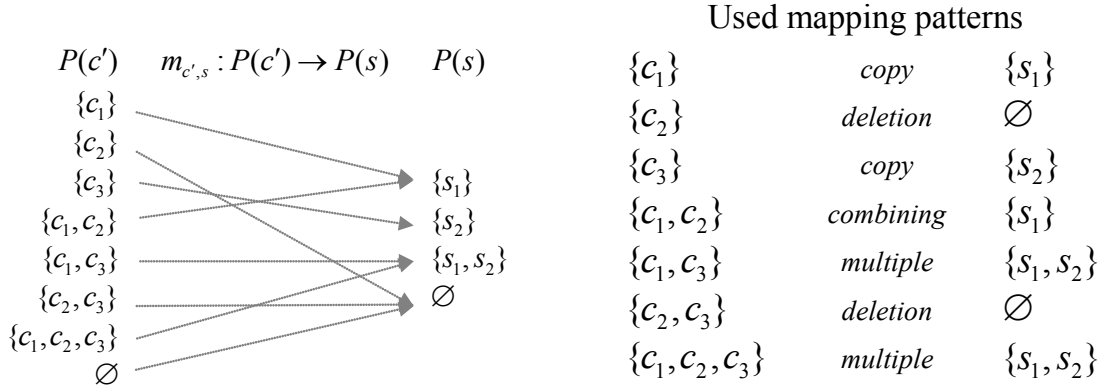 P(c′) m_{c′,s} : P(c′) → P(s) P(s)
{c₁}
{c₂}
{c₃} {s₁}
{c₁, c₂} {s₂}
{c₁, c₃} {s₁, s₂}
{c₂, c₃} ∅
{c₁, c₂, c₃}
∅
Used mapping patterns
{c₁} copy {s₁}
{c₂} deletion ∅
{c₃} copy {s₂}
{c₁, c₂} combining {s₁}
{c₁, c₃} multiple {s₁, s₂}
{c₂, c₃} deletion ∅
{c₁, c₂, c₃} multiple {s₁, s₂}